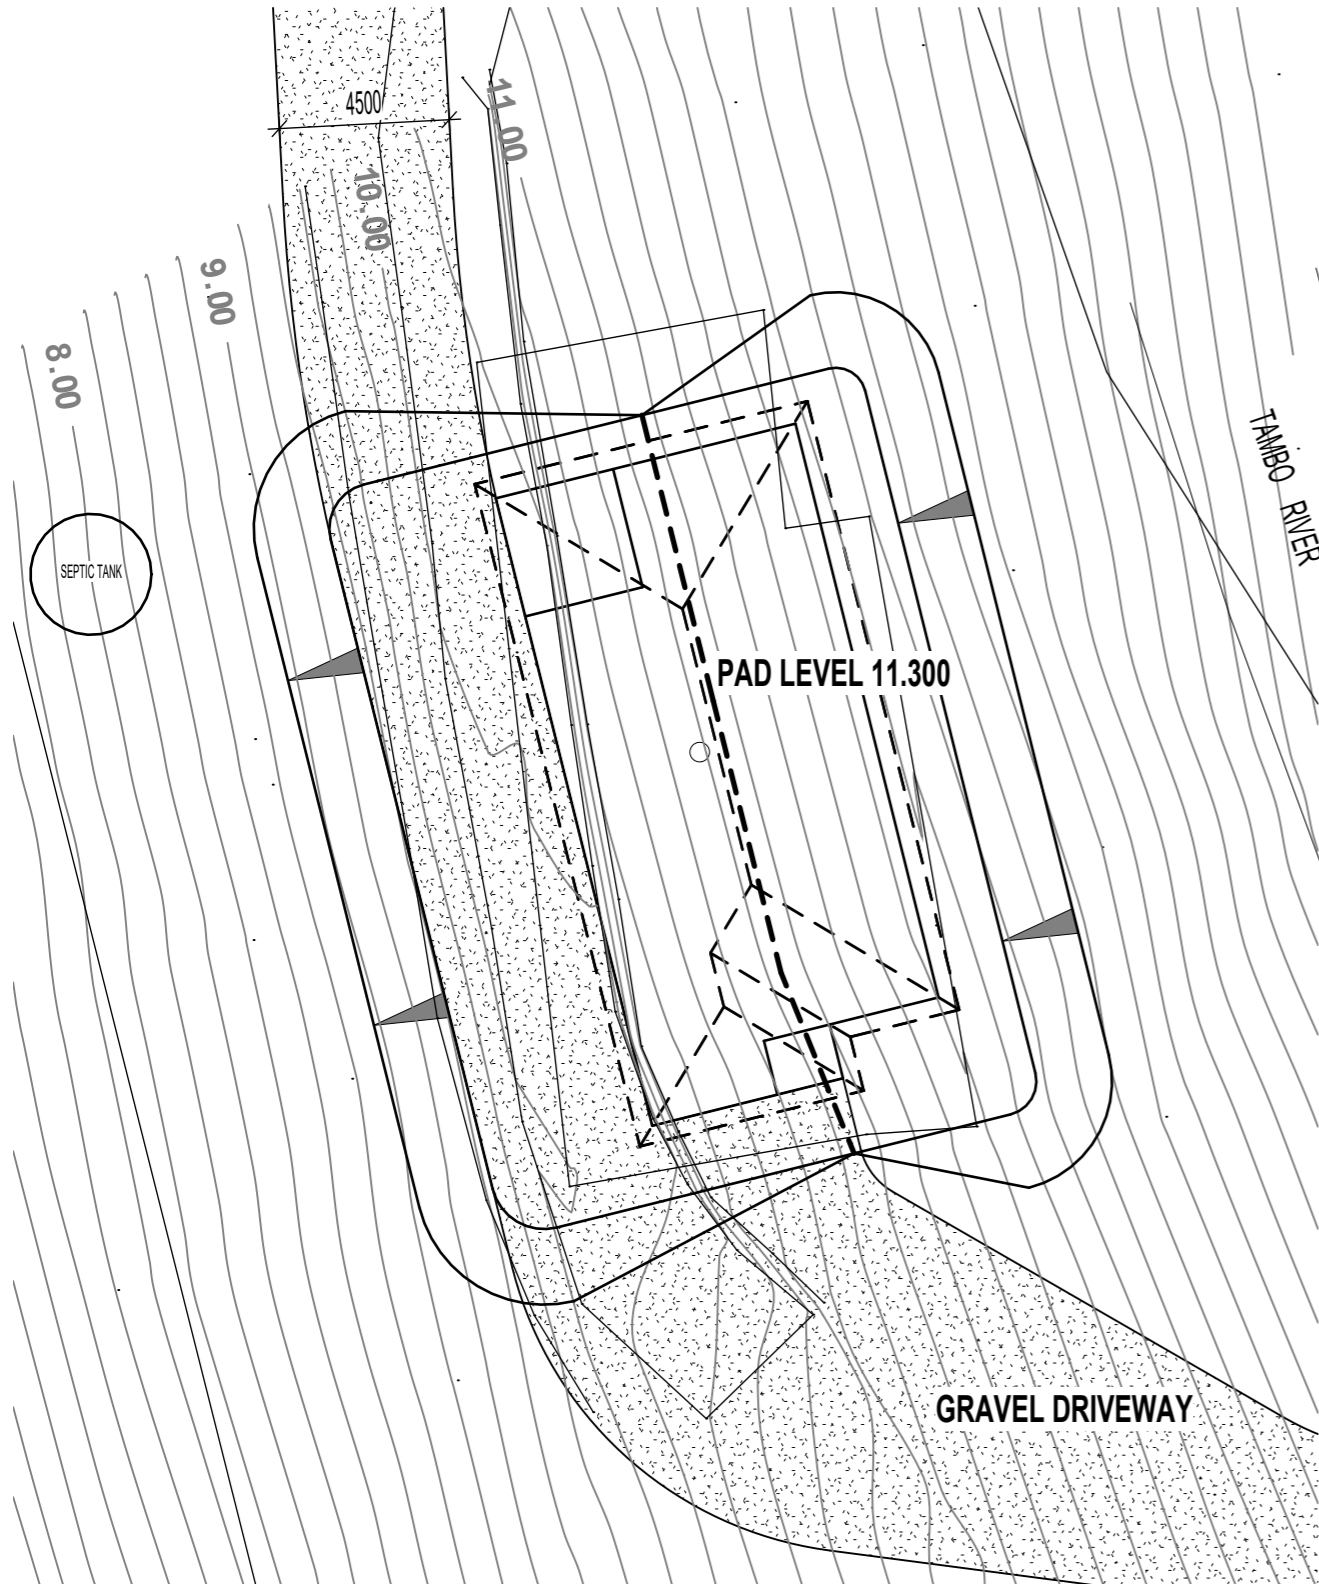 4500
11.00
10.00
9.00
8.00
TAMBO RIVER
SEPTIC TANK
PAD LEVEL 11.300
GRAVEL DRIVEWAY